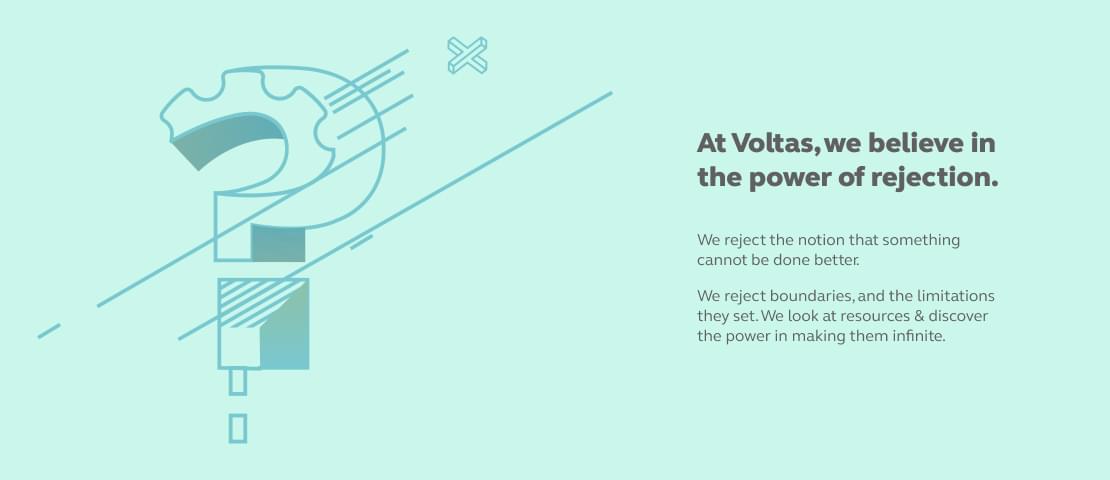 At Voltas, we believe in
the power of rejection.
We reject the notion that something
cannot be done better.
We reject boundaries, and the limitations
they set. We look at resources & discover
the power in making them infinite.